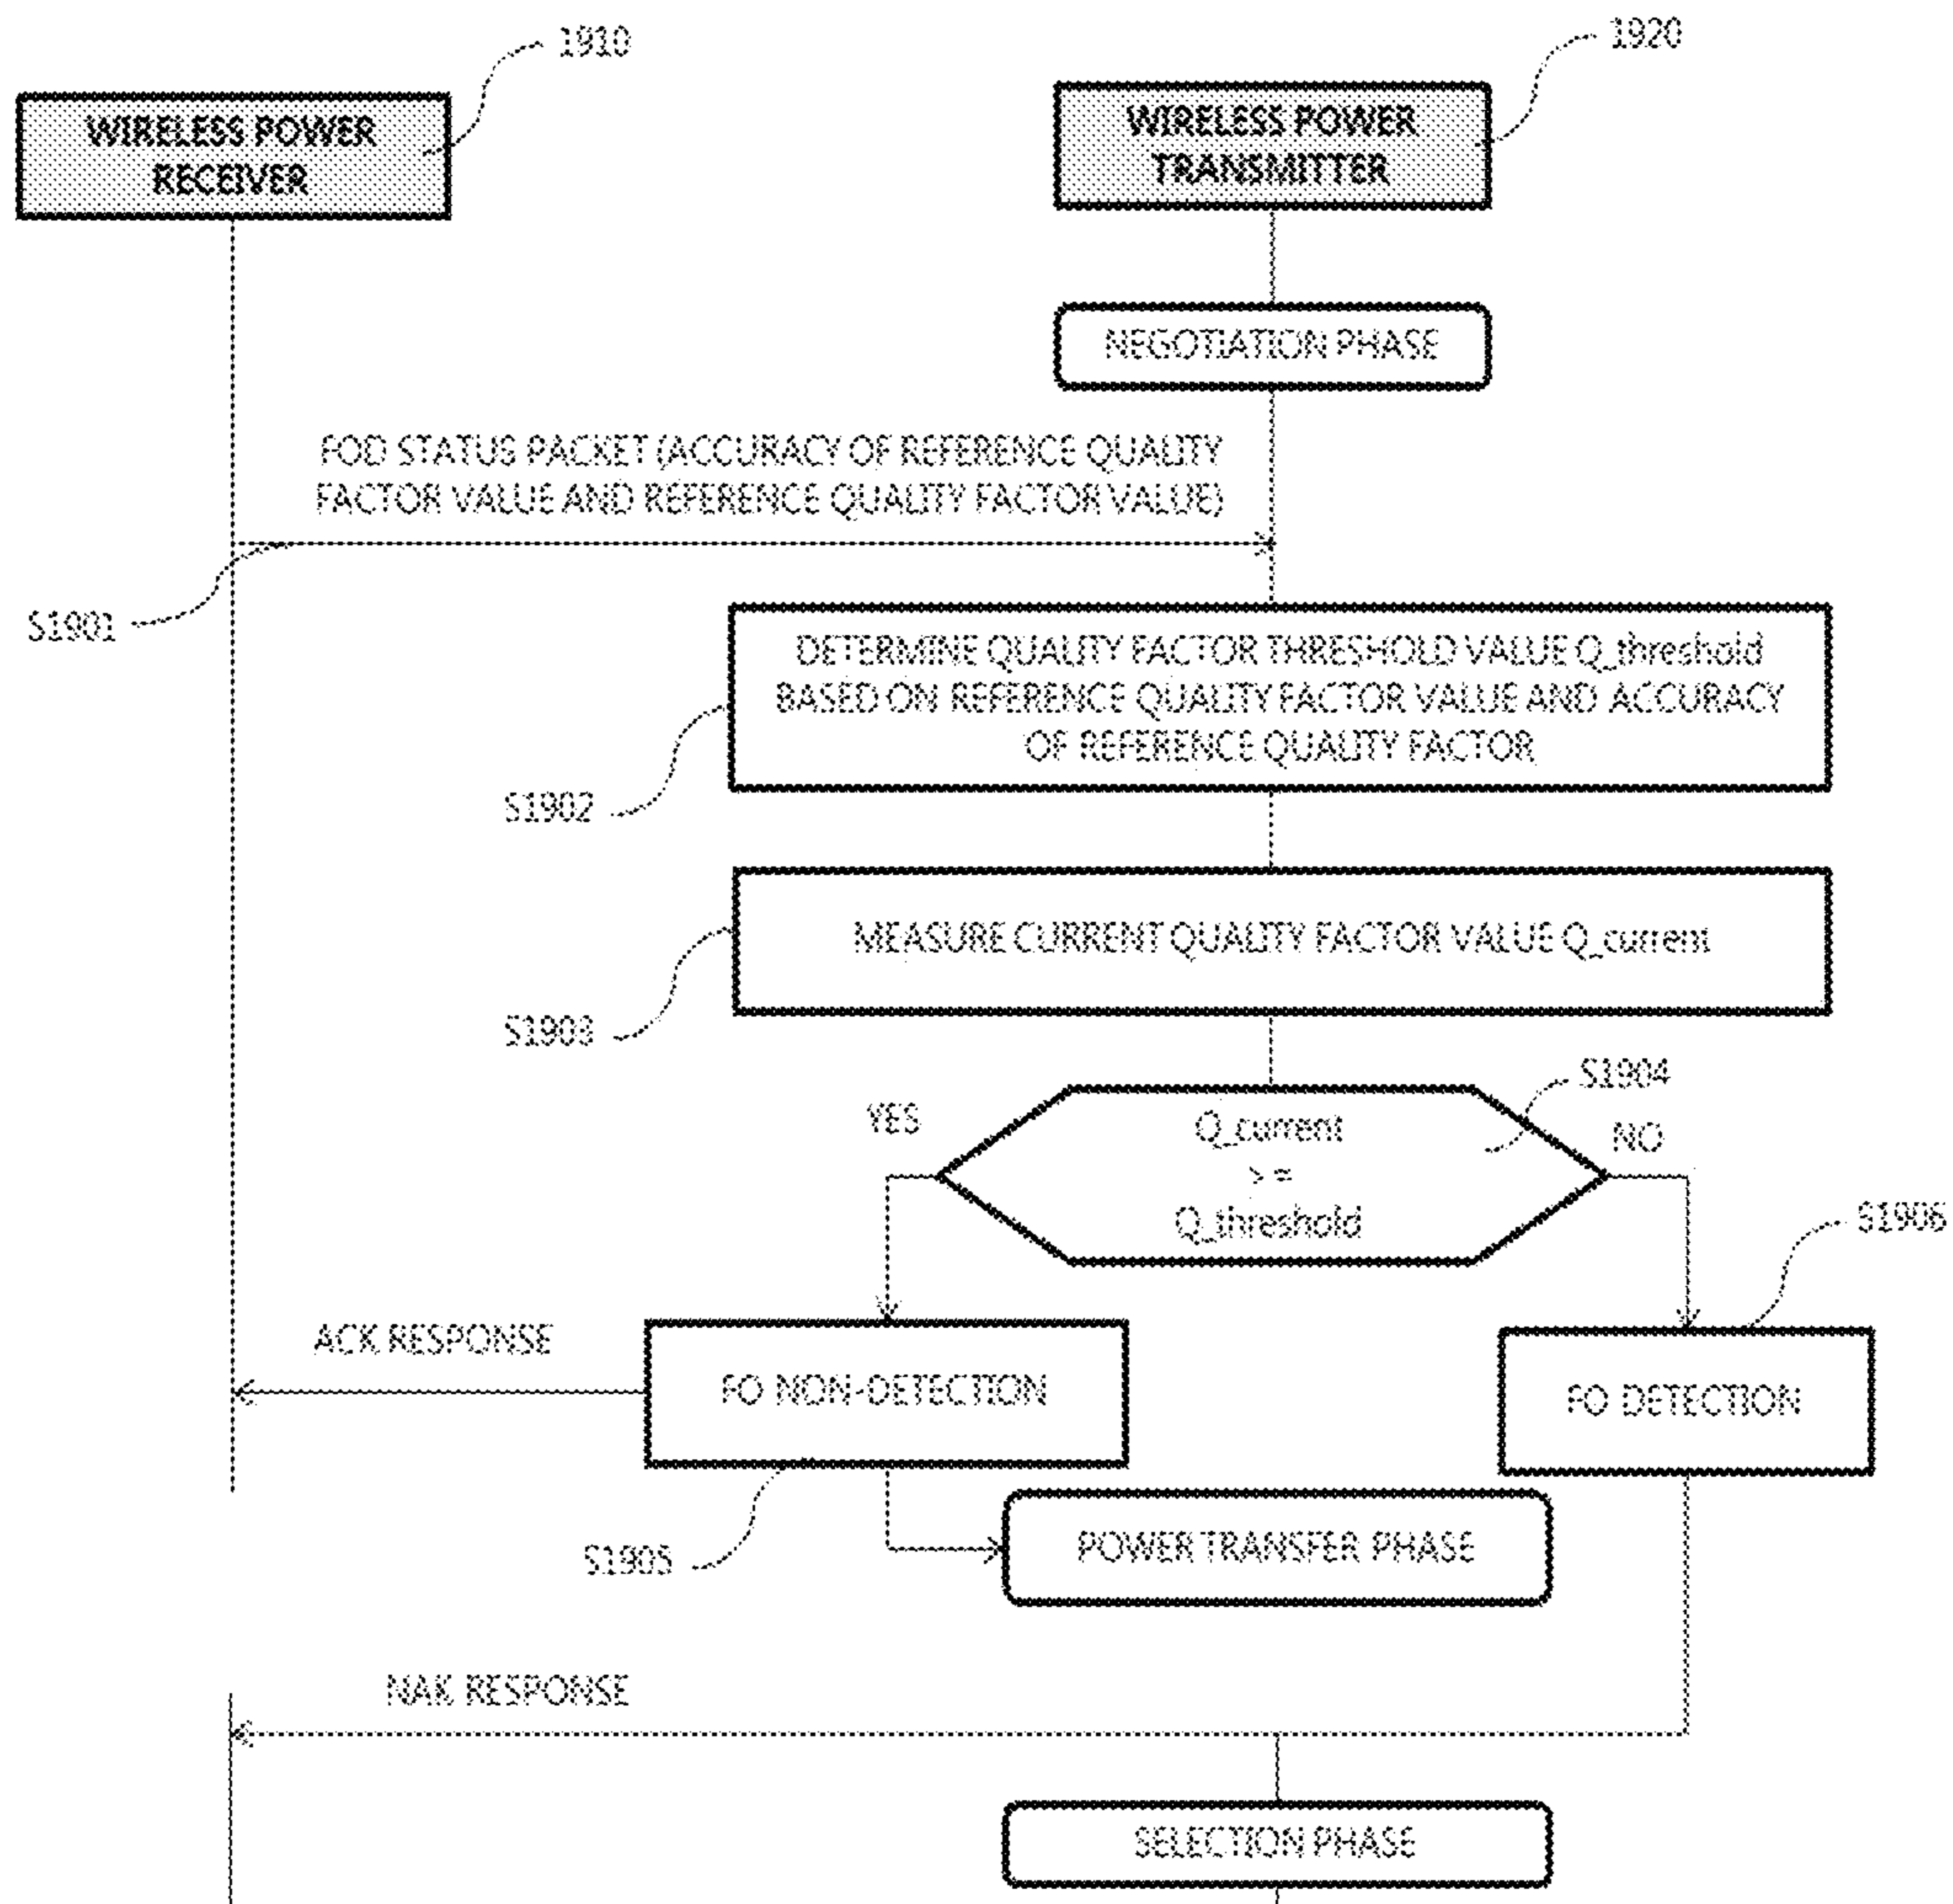 1910
1920
WIRELESS POWER
RECEIVER
WIRELESS POWER
TRANSMITTER
NEGOTIATION PHASE
FOD STATUS PACKET (ACCURACY OF REFERENCE QUALITY
FACTOR VALUE AND REFERENCE QUALITY FACTOR VALUE)
S1901
DETERMINE QUALITY FACTOR THRESHOLD VALUE Q_threshold
BASED ON REFERENCE QUALITY FACTOR VALUE AND ACCURACY
OF REFERENCE QUALITY FACTOR
S1902
MEASURE CURRENT QUALITY FACTOR VALUE Q_current
S1903
S1904
YES
Q_current
>=
Q_threshold
NO
S1906
ACK RESPONSE
FO NON-DETECTION
FO DETECTION
S1905
POWER TRANSFER PHASE
NAK RESPONSE
SELECTION PHASE